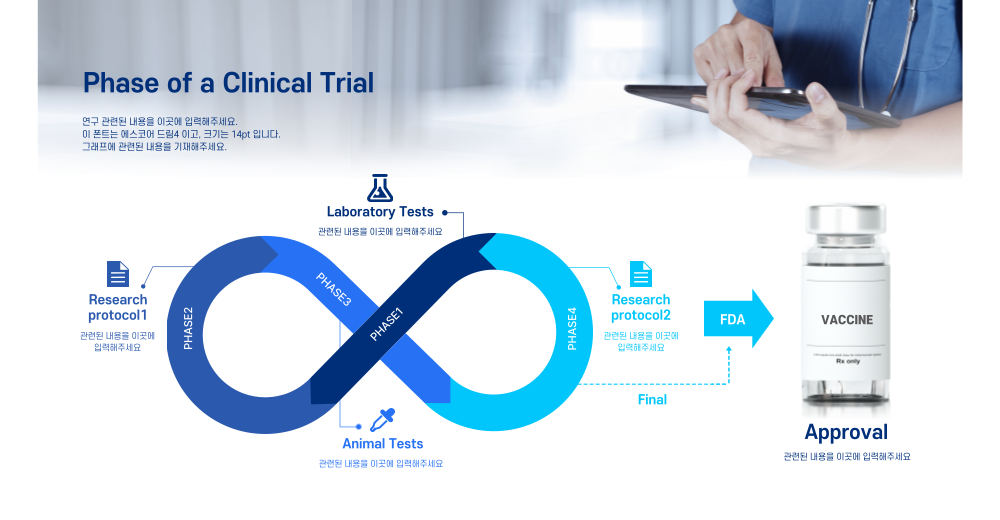 Phase of a Clinical Trial
연구 관련된 내용을 이곳에 입력해주세요.
이 폰트는 에스코어 드림4 이고, 크기는 14pt 입니다.
그래프에 관련된 내용을 기재해주세요.
Laboratory Tests
관련된 내용을 이곳에 입력해주세요
Research
protocol1
관련된 내용을 이곳에
입력해주세요
PHASE2
PHASE3
PHASE1
PHASE4
Research
protocol2
관련된 내용을 이곳에
입력해주세요
FDA
Final
Animal Tests
관련된 내용을 이곳에 입력해주세요
VACCINE
Rx only
Approval
관련된 내용을 이곳에 입력해주세요